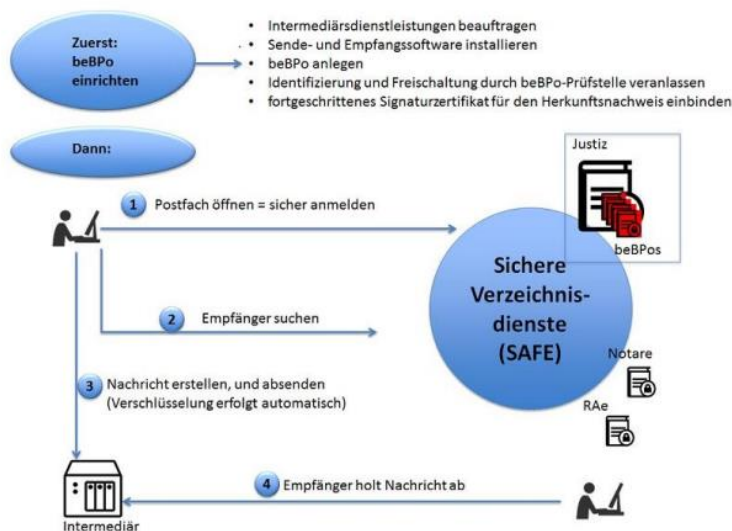 Zuerst:
beBPo
einrichten
• Intermediärsdienstleistungen beauftragen
• Sende- und Empfangssoftware installieren
• beBPo anlegen
• Identifizierung und Freischaltung durch beBPo-Prüfstelle veranlassen
• fortgeschrittenes Signaturzertifikat für den Herkunftsnachweis einbinden
Dann:
Justiz
beBPos
1 Postfach öffnen = sicher anmelden
Sichere
Verzeichnis-
dienste
(SAFE)
2 Empfänger suchen
Notare
RAe
3 Nachricht erstellen, und absenden
(Verschlüsselung erfolgt automatisch)
4 Empfänger holt Nachricht ab
Intermediär